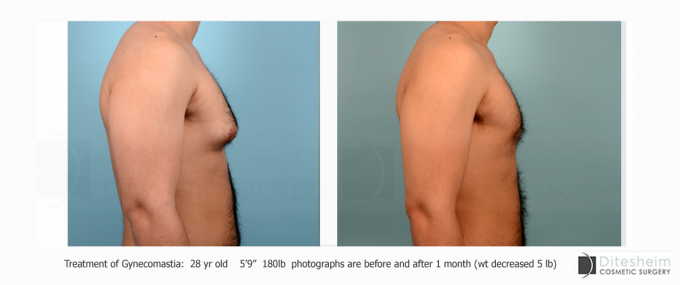 Treatment of Gynecomastia: 28 yr old 5'9" 180lb photographs are before and after 1 month (wt decreased 5 lb)
Ditesheim
COSMETIC SURGERY